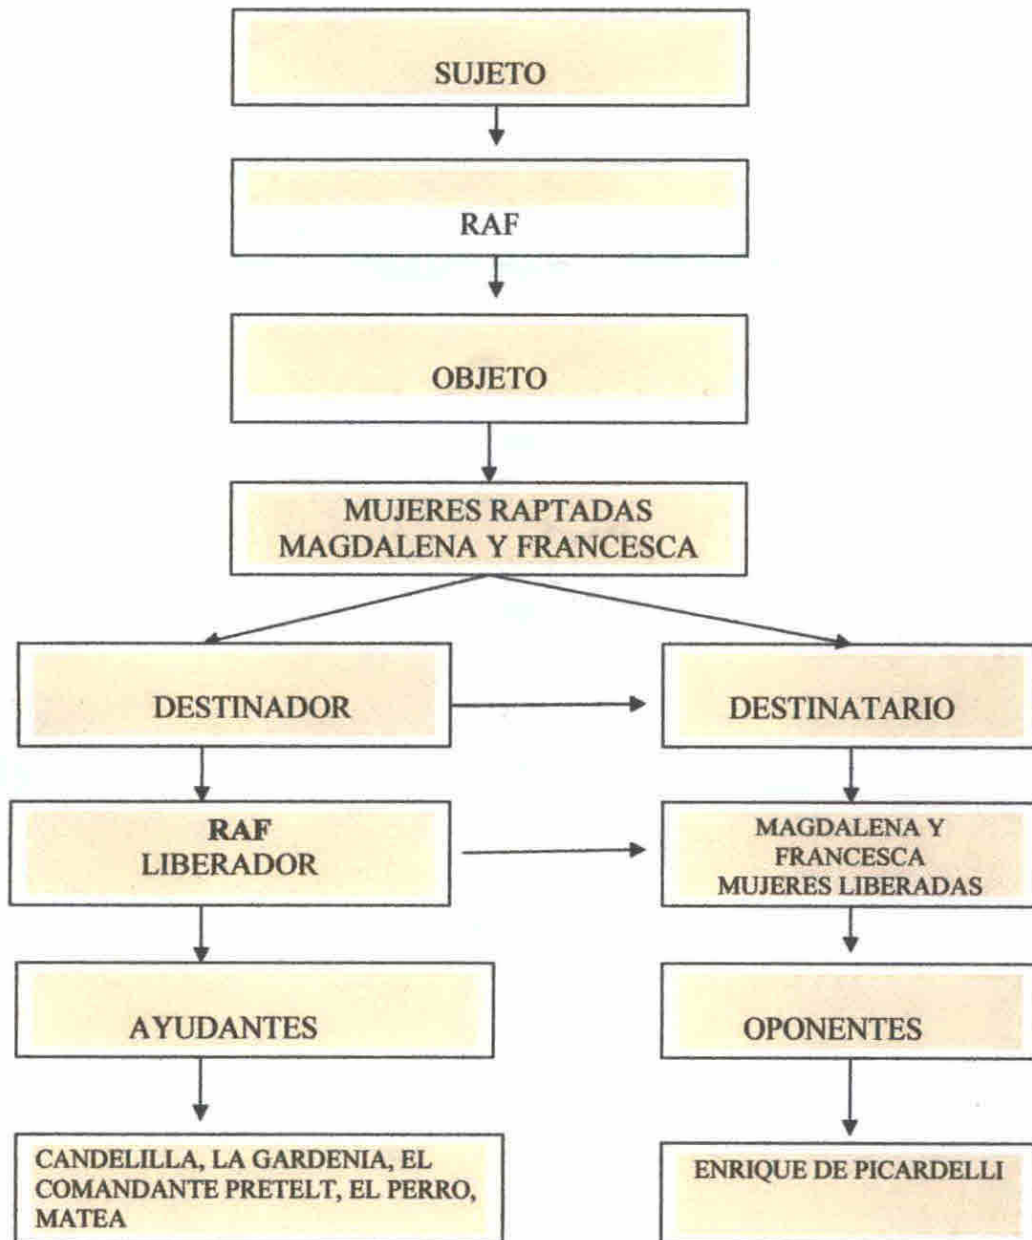 SUJETO
RAF
OBJETO
MUJERES RAPTADAS
MAGDALENA Y FRANCESCA
DESTINADOR
DESTINATARIO
RAF
LIBERADOR
MAGDALENA Y
FRANCESCA
MUJERES LIBERADAS
AYUDANTES
OPONENTES
CANDELILLA, LA GARDENIA, EL
COMANDANTE PRETELT, EL PERRO,
MATEA
ENRIQUE DE PICARDELLI